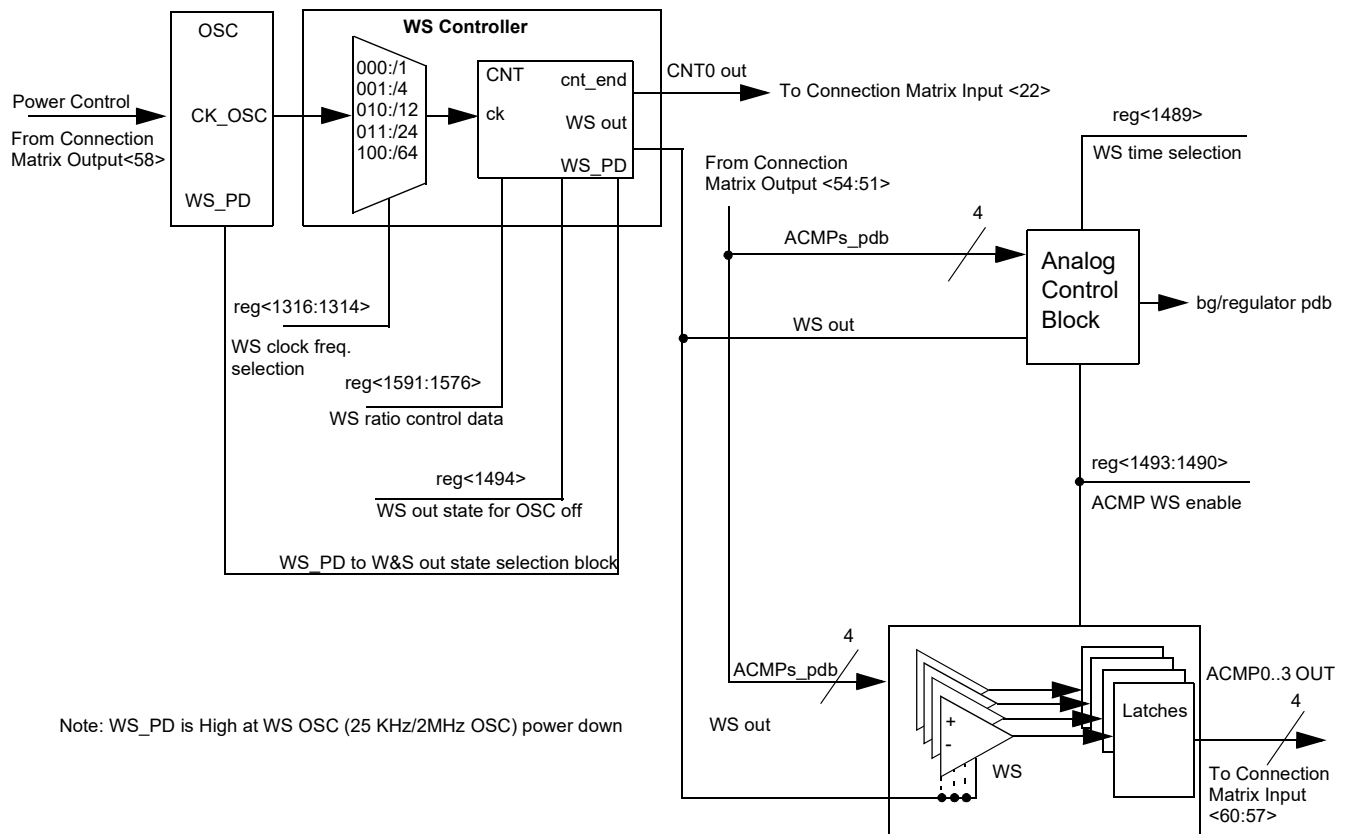 OSC
WS Controller
000:/1
001:/4
010:/12
011:/24
100:/64
CNT
cnt_end
ck
WS out
WS_PD
CNT0 out
To Connection Matrix Input <22>
Power Control
From Connection
Matrix Output<58>
CK_OSC
WS_PD
reg<1489>
WS time selection
From Connection
Matrix Output <54:51>
4
ACMPs_pdb
Analog
Control
Block
bg/regulator pdb
WS out
reg<1316:1314>
WS clock freq.
selection
reg<1591:1576>
WS ratio control data
reg<1494>
WS out state for OSC off
WS_PD to W&S out state selection block
reg<1493:1490>
ACMP WS enable
4
ACMPs_pdb
WS out
+
-
WS
Latches
ACMP0..3 OUT
4
To Connection
Matrix Input
<60:57>
Note: WS_PD is High at WS OSC (25 KHz/2MHz OSC) power down